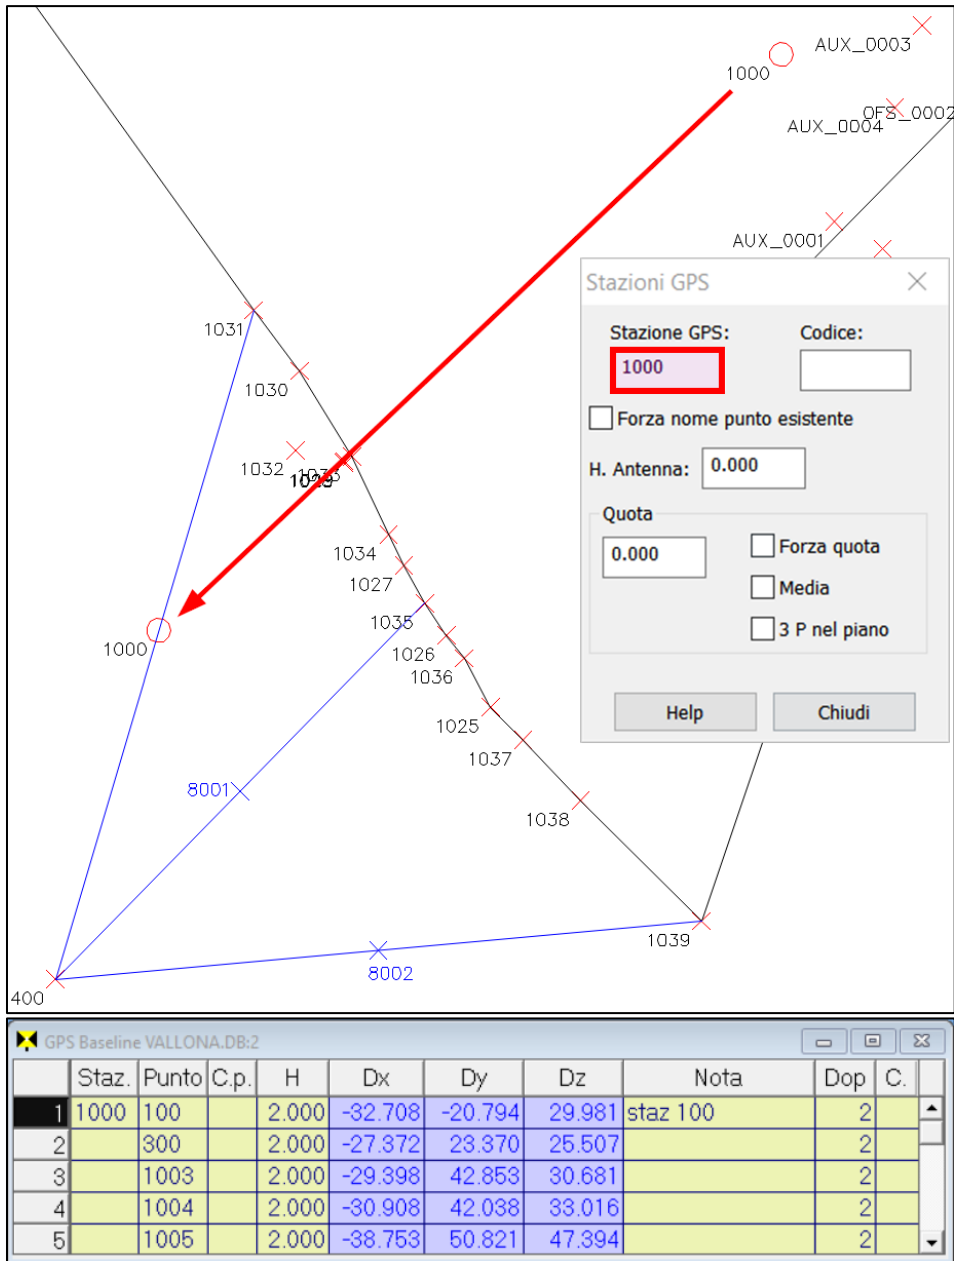 AUX_0003
1000
OFS_0002
AUX_0004
AUX_0001
Stazioni GPS
Stazione GPS:
Codice:
1000
Forza nome punto esistente
H. Antenna:
0.000
Quota
0.000
Forza quota
Media
3 P nel piano
Help
Chiudi
1031
1030
1032
1033
1034
1027
1035
1026
1000
1036
1025
1037
8001
1038
1039
8002
400
GPS Baseline VALLONA.DB:2
Staz. Punto C.p. H Dx Dy Dz Nota Dop C.
1 1000 100 2.000 -32.708 -20.794 29.981 staz 100 2
2 300 2.000 -27.372 23.370 25.507 2
3 1003 2.000 -29.398 42.853 30.681 2
4 1004 2.000 -30.908 42.038 33.016 2
5 1005 2.000 -38.753 50.821 47.394 2